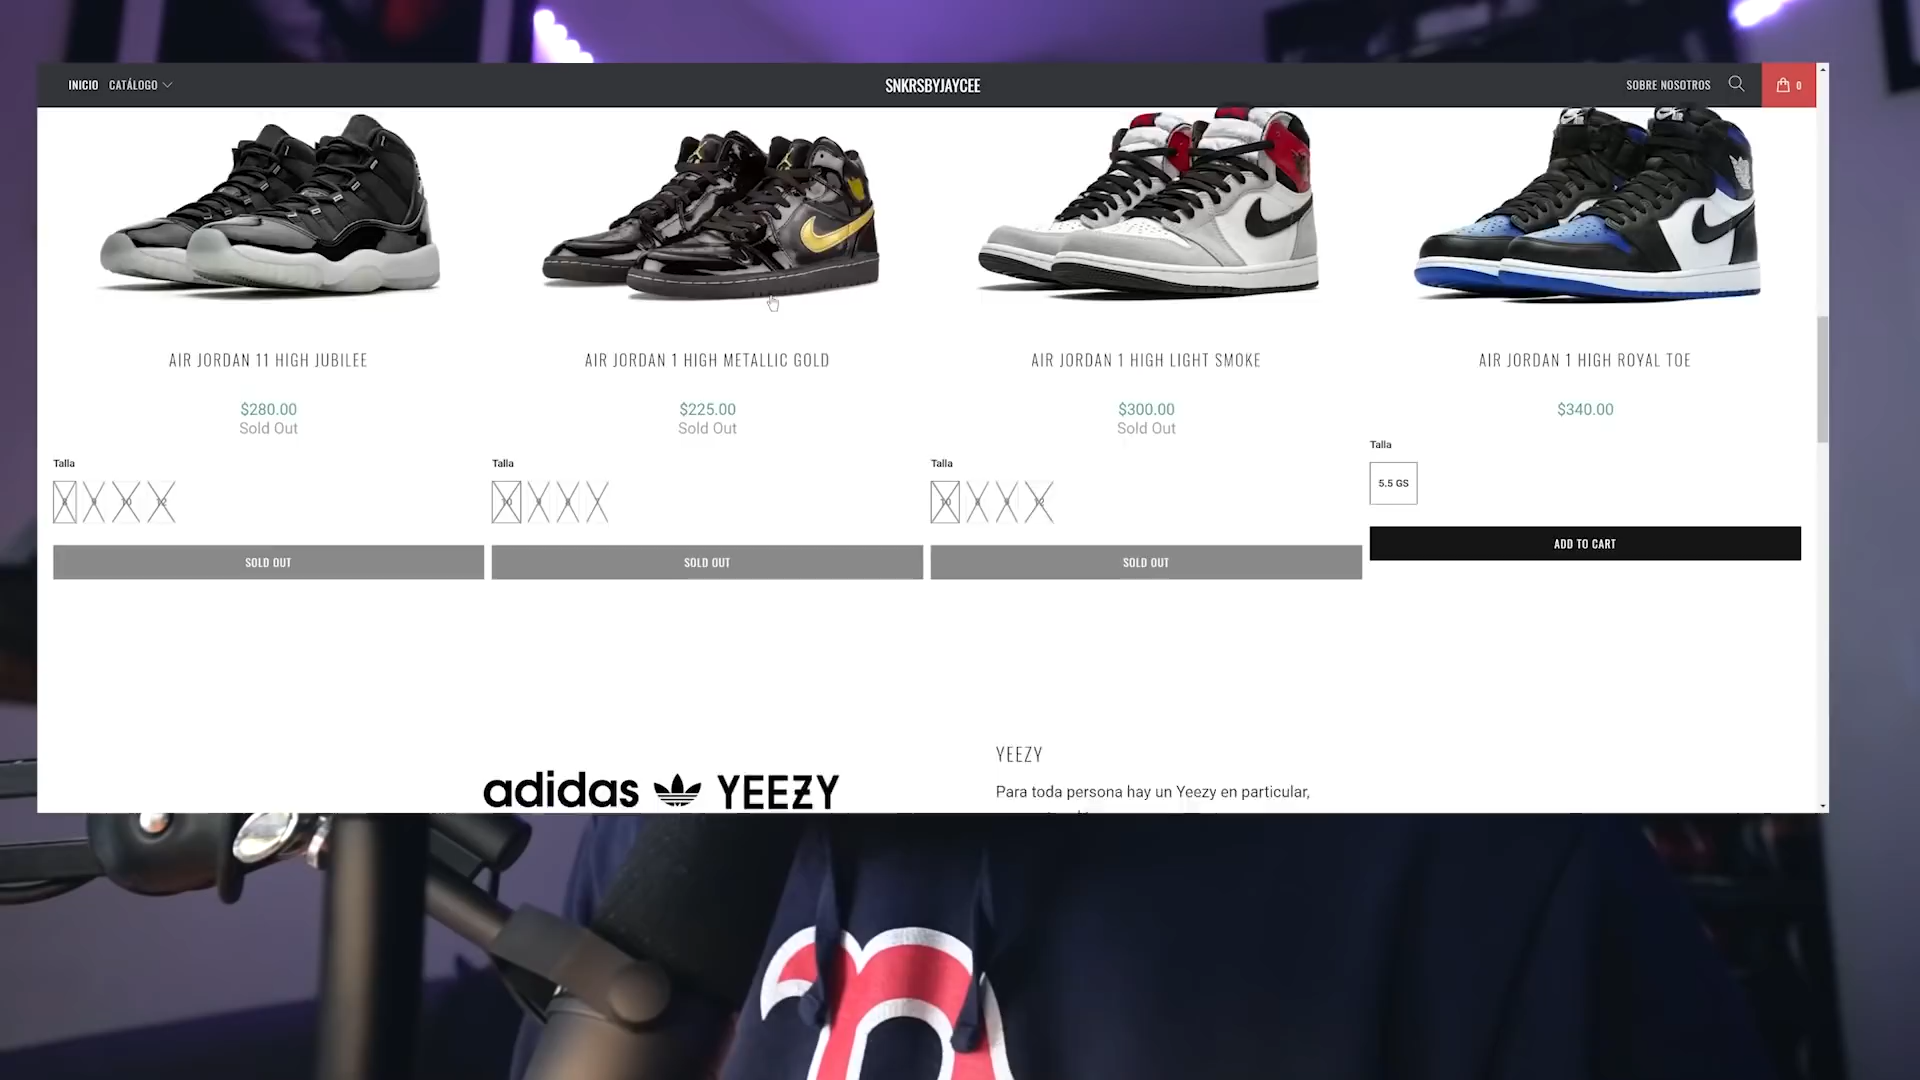 INICIO CATÁLOGO SNKRSBYJAYCEE SOBRE NOSOTROS 0
AIR JORDAN 11 HIGH JUBILEE
$280.00
Sold Out
Talla
SOLD OUT
AIR JORDAN 1 HIGH METALLIC GOLD
$225.00
Sold Out
Talla
SOLD OUT
AIR JORDAN 1 HIGH LIGHT SMOKE
$300.00
Sold Out
Talla
SOLD OUT
AIR JORDAN 1 HIGH ROYAL TOE
$340.00
Talla
5.5 GS
ADD TO CART
adidas YEEZY
YEEZY
Para toda persona hay un Yeezy en particular,